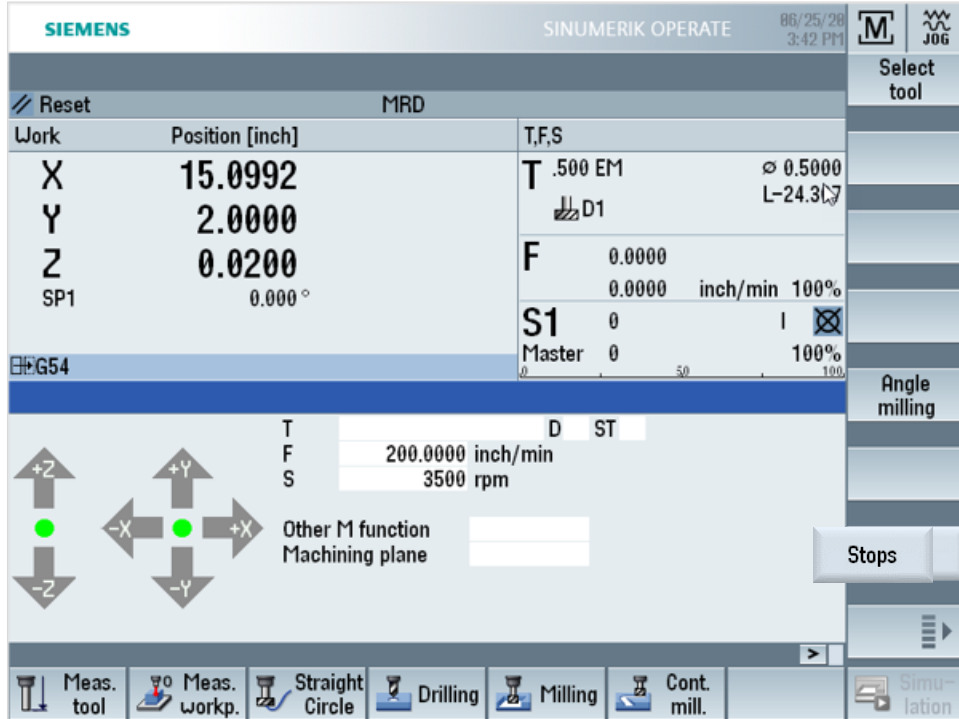 SIEMENS SINUMERIK OPERATE 06/25/20
3:42 PM
M JOG
Select
tool
Reset MRD
Work Position [inch] T,F,S
X 15.0992
Y 2.0000
Z 0.0200
SP1 0.000 °
T .500 EM ⌀ 0.5000
D1
F 0.0000
0.0000 inch/min 100%
S1 0 I
Master 0 100%
0 50 100
G54
Angle
milling
T D ST
F 200.0000 inch/min
S 3500 rpm
+Z +Y
-X +X
-Z -Y
Other M function
Machining plane
Stops
>
Meas.
tool
Meas.
workp.
Straight
Circle
Drilling
Milling
Cont.
mill.
Simu-
lation